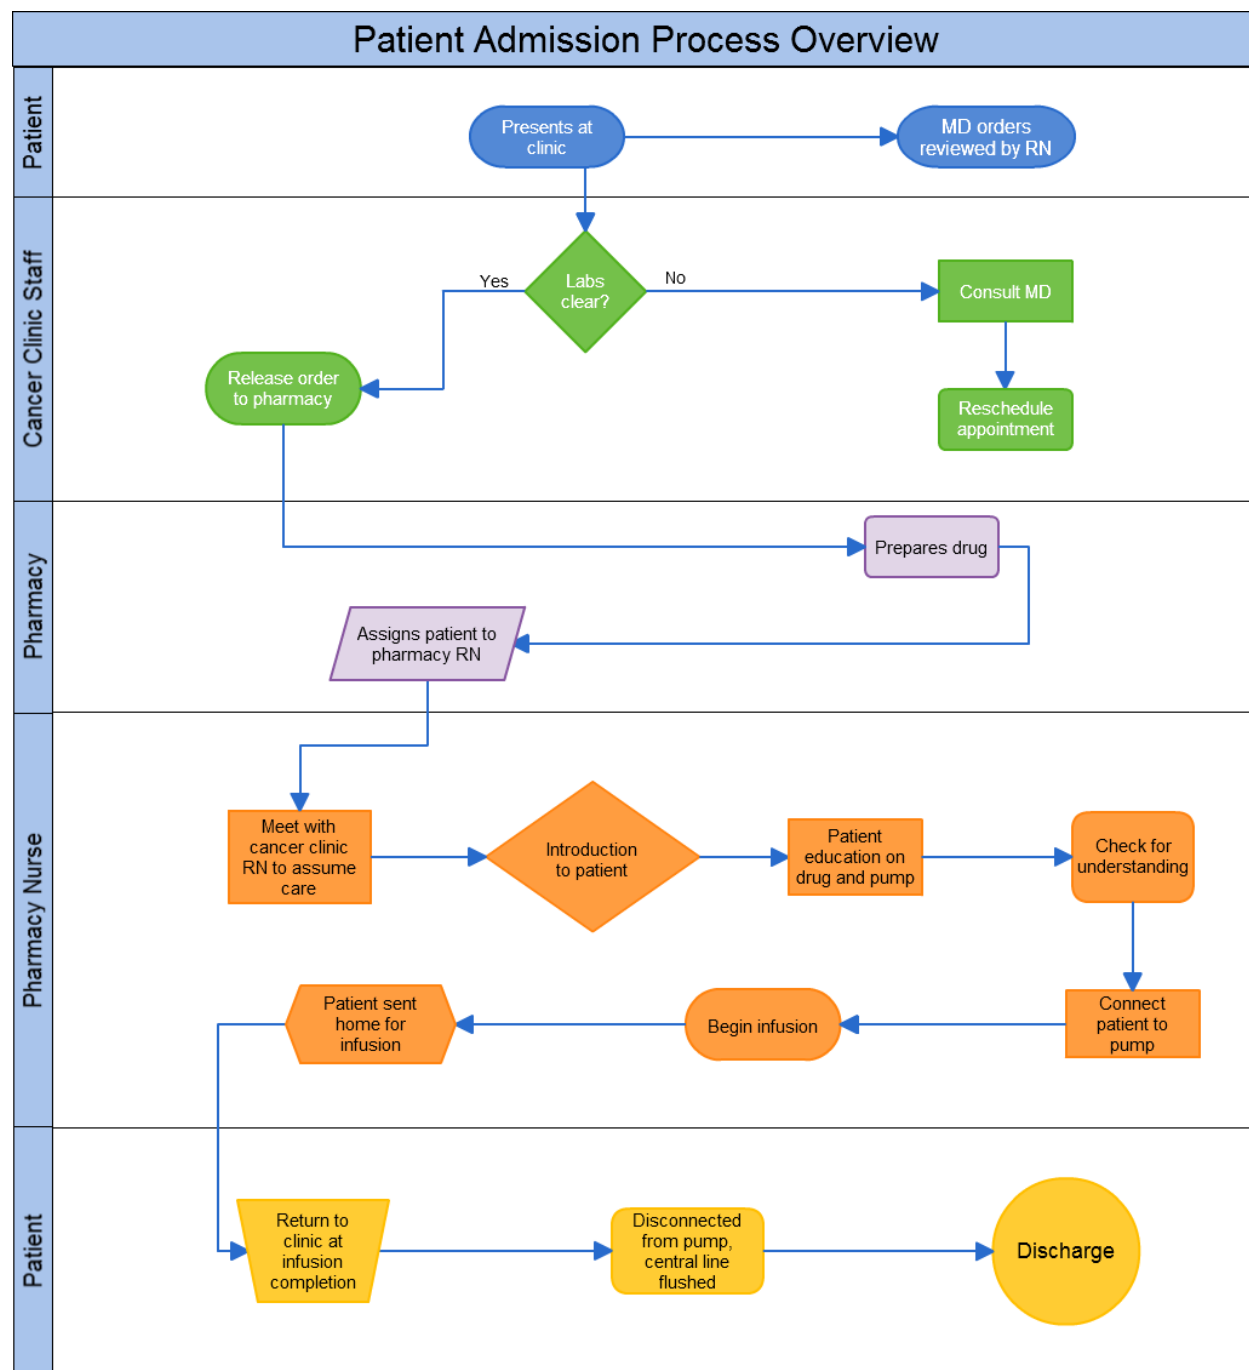 Patient Admission Process Overview
Patient
Presents at
clinic
MD orders
reviewed by RN
Cancer Clinic Staff
Labs
clear?
Yes
No
Consult MD
Release order
to pharmacy
Reschedule
appointment
Pharmacy
Prepares drug
Assigns patient to
pharmacy RN
Pharmacy Nurse
Meet with
cancer clinic
RN to assume
care
Introduction
to patient
Patient
education on
drug and pump
Check for
understanding
Connect
patient to
pump
Begin infusion
Patient sent
home for
infusion
Patient
Return to
clinic at
infusion
completion
Disconnected
from pump,
central line
flushed
Discharge